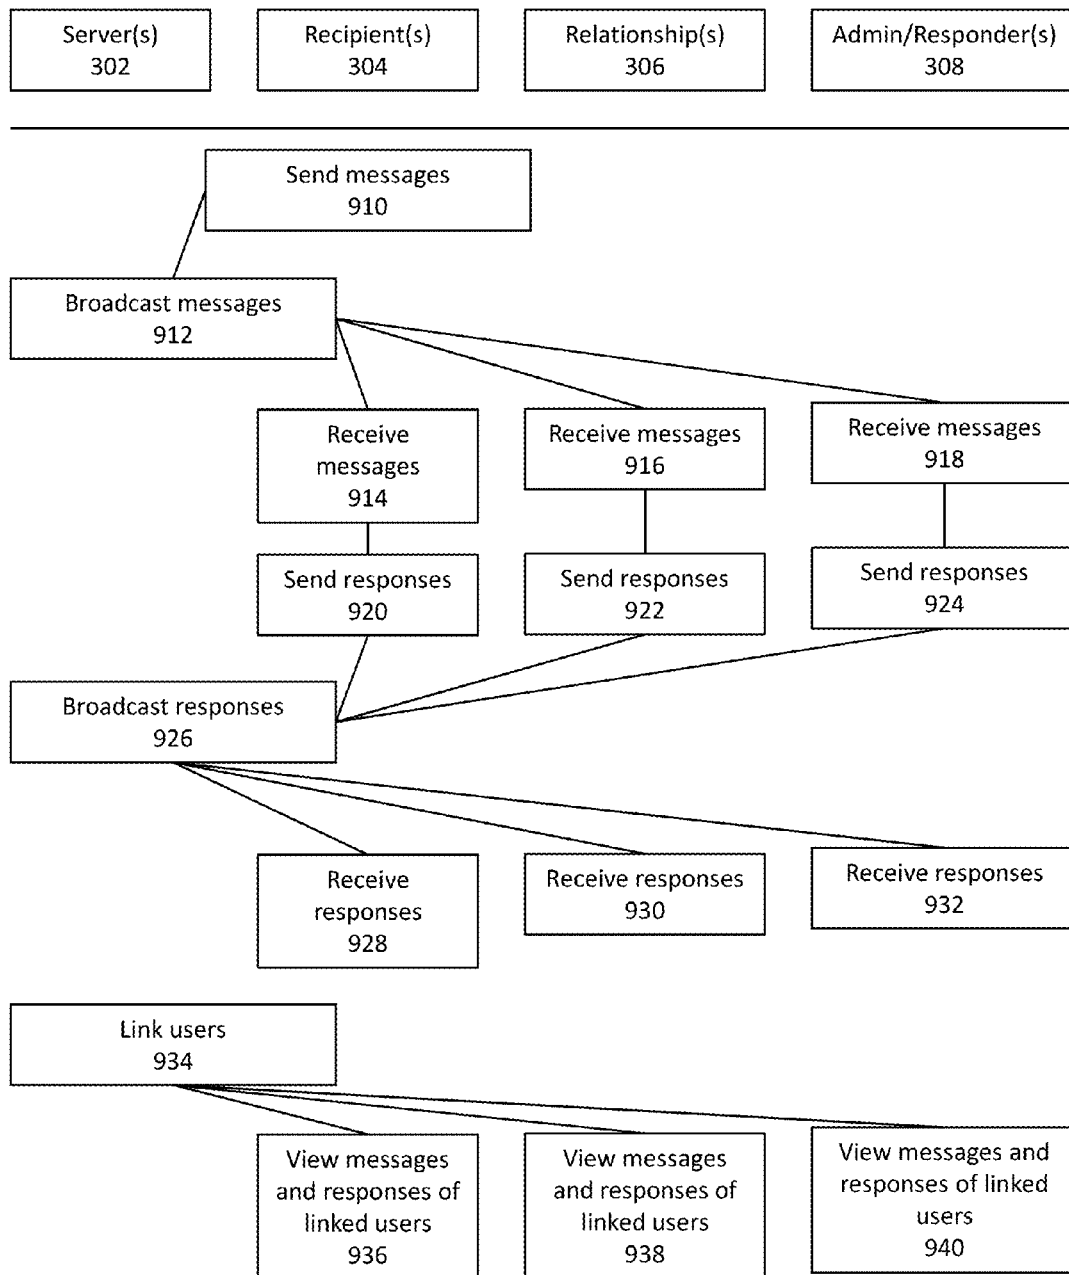 Server(s)
302
Recipient(s)
304
Relationship(s)
306
Admin/Responder(s)
308
Send messages
910
Broadcast messages
912
Receive
messages
914
Receive messages
916
Receive messages
918
Send responses
920
Send responses
922
Send responses
924
Broadcast responses
926
Receive
responses
928
Receive responses
930
Receive responses
932
Link users
934
View messages
and responses of
linked users
936
View messages
and responses of
linked users
938
View messages and
responses of linked
users
940